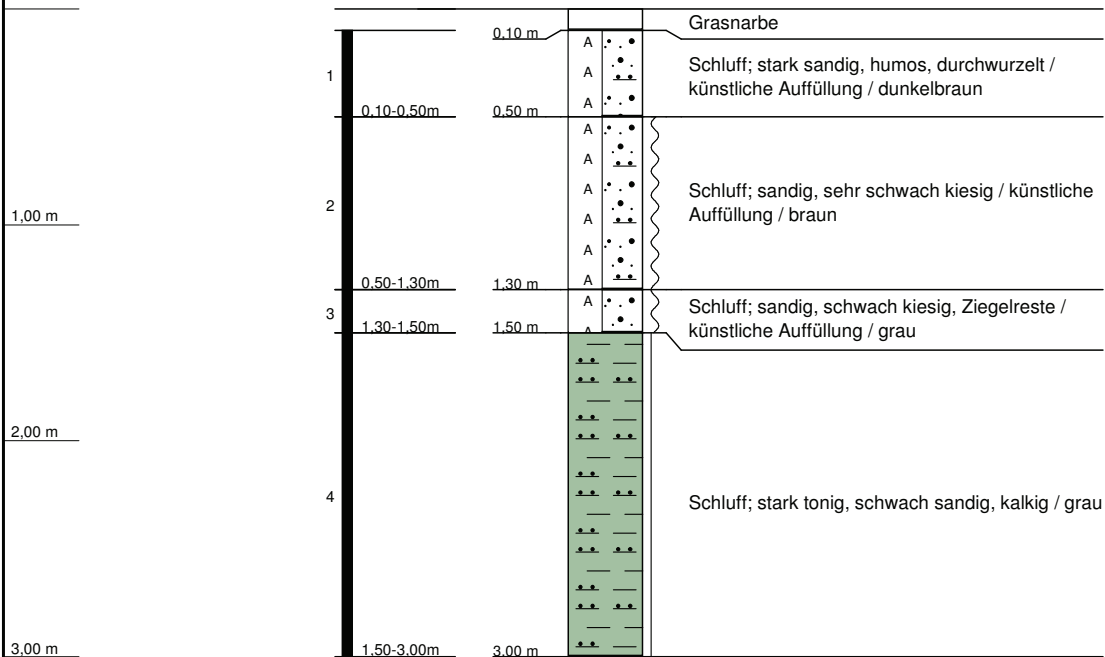 Grasnarbe
0,10 m
A
Schluff; stark sandig, humos, durchwurzelt /
künstliche Auffüllung / dunkelbraun
1
A
A
0,10-0,50m
0,50 m
A
A
Schluff; sandig, sehr schwach kiesig / künstliche
Auffüllung / braun
A
2
1,00 m
A
A
A
0,50-1,30m
1,30 m
A
Schluff; sandig, schwach kiesig, Ziegelreste /
künstliche Auffüllung / grau
3
1,30-1,50m
1,50 m
A
2,00 m
4
Schluff; stark tonig, schwach sandig, kalkig / grau
3,00 m
1,50-3,00m
3,00 m